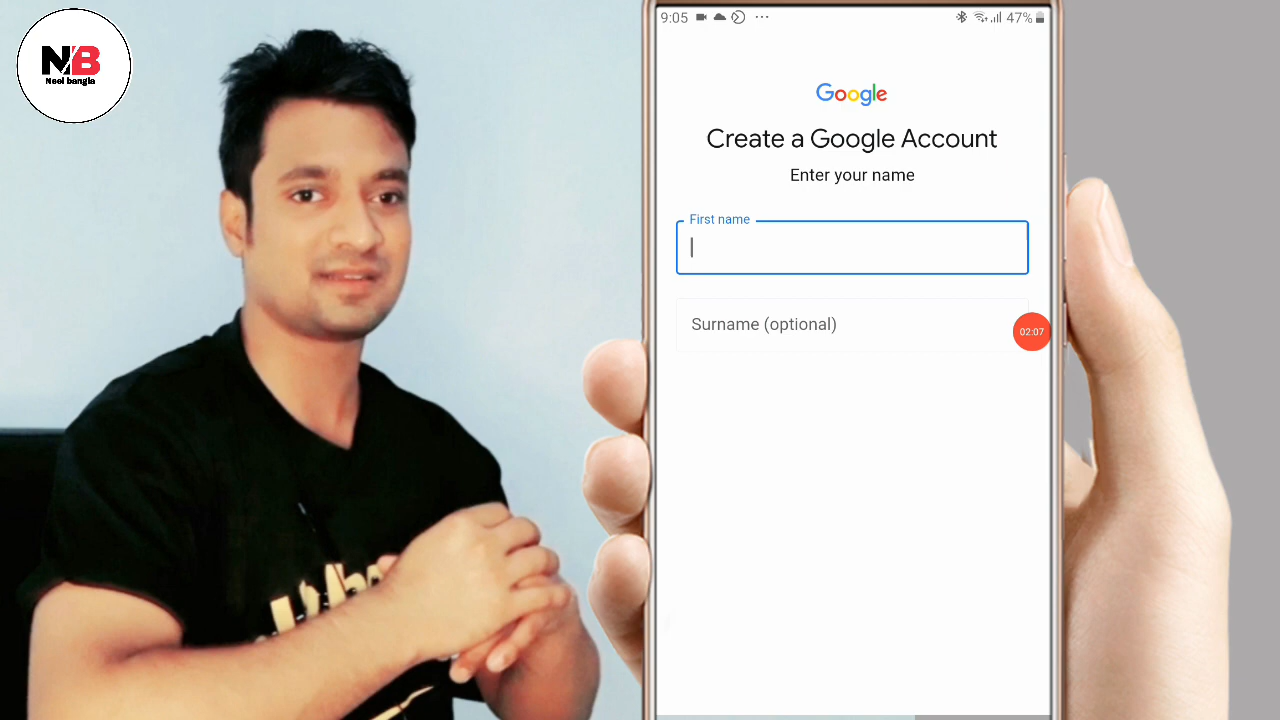 NB
Neel bangla
9:05
47%
Google
Create a Google Account
Enter your name
First name
Surname (optional)
02:07